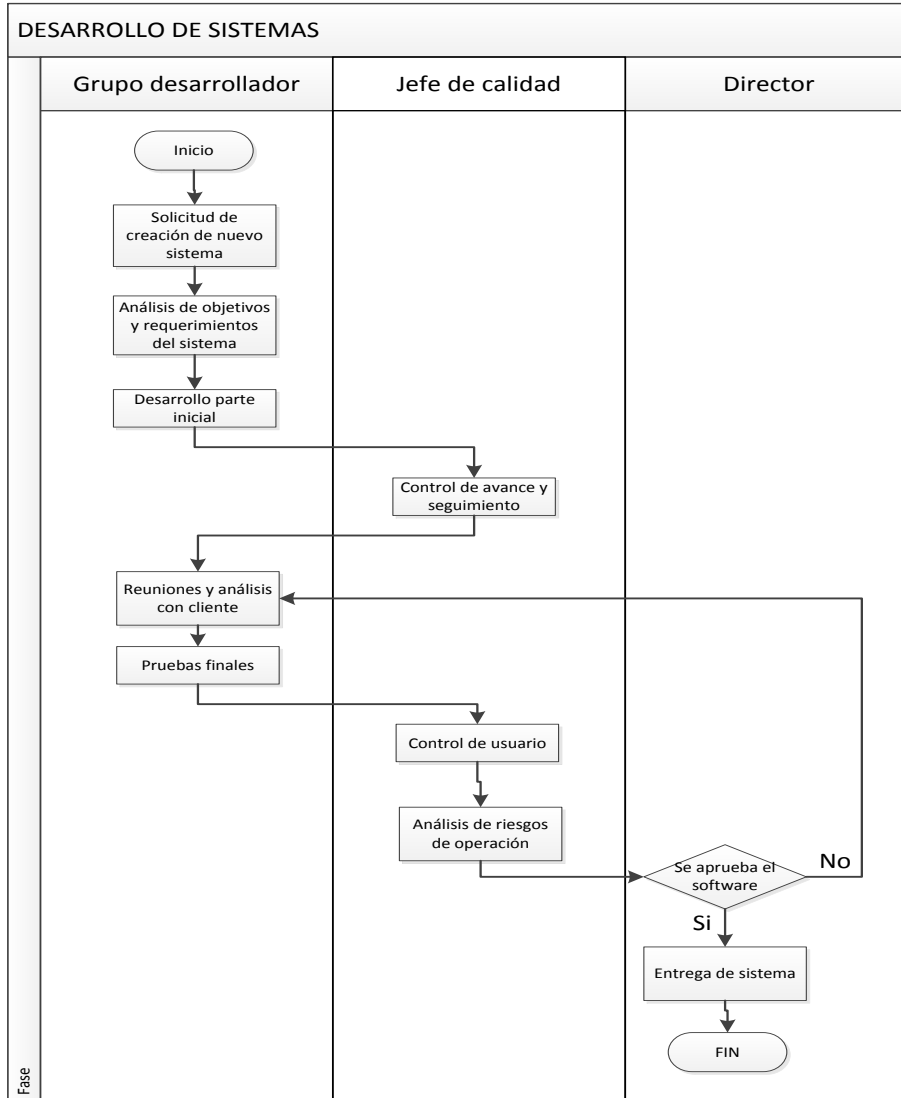 DESARROLLO DE SISTEMAS
Grupo desarrollador
Jefe de calidad
Director
Inicio
Solicitud de
creación de nuevo
sistema
Análisis de objetivos
y requerimientos
del sistema
Desarrollo parte
inicial
Control de avance y
seguimiento
Reuniones y análisis
con cliente
Pruebas finales
Control de usuario
Análisis de riesgos
de operación
Se aprueba el
software
No
Si
Entrega de sistema
FIN
Fase